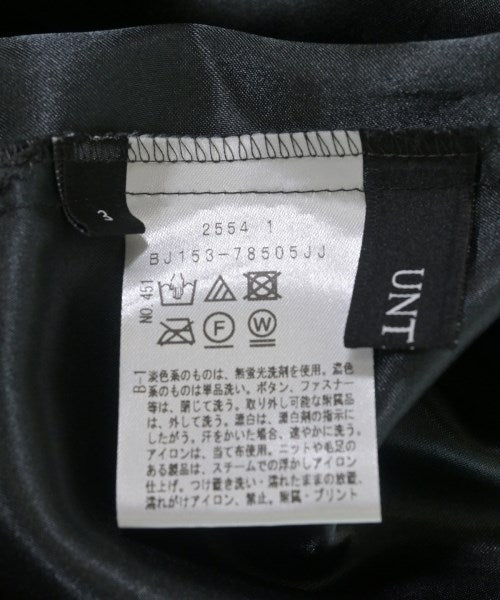 3
2554 1
BJ153-78505JJ
NO.451
F
W
B-1
淡色系のものは、無蛍光洗剤を使用。濃色
系のものは単品洗い。ボタン、ファスナー
等は、閉じて洗う。取り外し可能な附属品
は、外して洗う。漂白は、漂白剤の指示に
したがう。汗をかいた場合、速やかに洗う。
アイロンは、当て布使用。ニットや毛足の
ある製品は、スチームでの浮かしアイロン
仕上げ。つけ置き洗い・濡れたままの放置、
濡れがけアイロン、禁止。附属・プリント
UNT